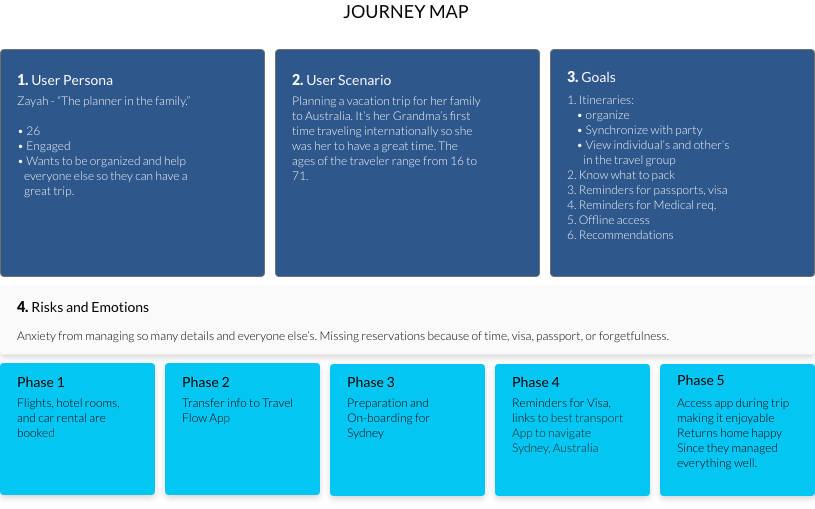 JOURNEY MAP
1. User Persona
Zayah - “The planner in the family.”
• 26
• Engaged
• Wants to be organized and help
everyone else so they can have a
great trip.
2. User Scenario
Planning a vacation trip for her family
to Australia. It’s her Grandma’s first
time traveling internationally so she
was her to have a great time. The
ages of the traveler range from 16 to
71.
3. Goals
1. Itineraries:
• organize
• Synchronize with party
• View individual’s and other’s
in the travel group
2. Know what to pack
3. Reminders for passports, visa
4. Reminders for Medical req.
5. Offline access
6. Recommendations
4. Risks and Emotions
Anxiety from managing so many details and everyone else’s. Missing reservations because of time, visa, passport, or forgetfulness.
Phase 1
Flights, hotel rooms,
and car rental are
booked
Phase 2
Transfer info to Travel
Flow App
Phase 3
Preparation and
On-boarding for
Sydney
Phase 4
Reminders for Visa,
links to best transport
App to navigate
Sydney, Australia
Phase 5
Access app during trip
making it enjoyable
Returns home happy
Since they managed
everything well.